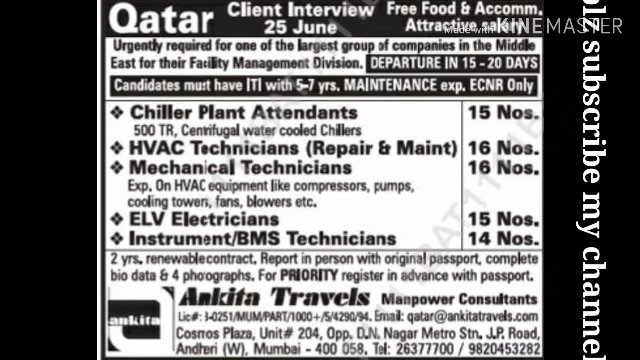 Qatar Client Interview Free Food & Accomm.
25 June Attractive salary
Made with KINEMASTER
Urgently required for one of the largest group of companies in the Middle
East for their Facility Management Division. DEPARTURE IN 15 - 20 DAYS
Candidates must have ITI with 5-7 yrs. MAINTENANCE exp. ECNR Only
❖ Chiller Plant Attendants 15 Nos.
500 TR, Centrifugal water cooled Chillers
❖ HVAC Technicians (Repair & Maint) 16 Nos.
❖ Mechanical Technicians 16 Nos.
Exp. On HVAC equipment like compressors, pumps,
cooling towers, fans, blowers etc.
❖ ELV Electricians 15 Nos.
❖ Instrument/BMS Technicians 14 Nos.
2 yrs. renewable contract. Report in person with original passport, complete
bio data & 4 photographs. For PRIORITY register in advance with passport.
ankita
Ankita Travels Manpower Consultants
Lic#: -0251/MUM/PART/1000+/5/4290/94. Email: qatar@ankitatravels.com
Cosmos Plaza, Unit# 204, Opp. D.N. Nagar Metro Stn. J.P. Road,
Andheri (W), Mumbai - 400 058. Tel: 26377700 / 9820453282
pl subscribe my channel